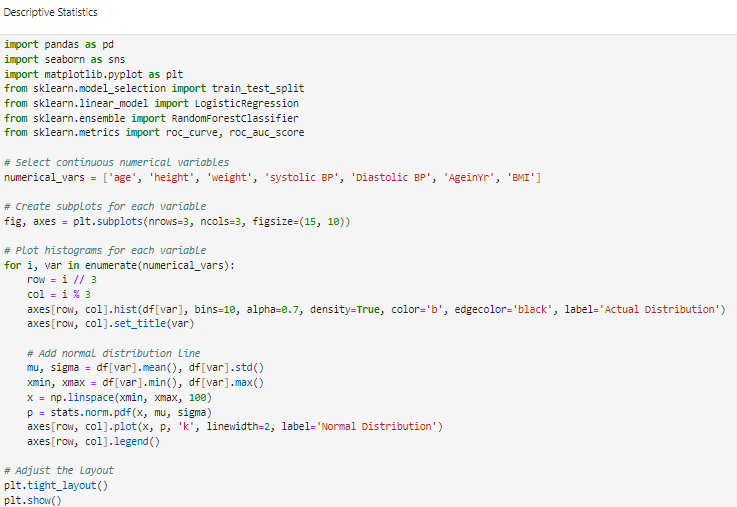 Descriptive Statistics
import pandas as pd
import seaborn as sns
import matplotlib.pyplot as plt
from sklearn.model_selection import train_test_split
from sklearn.linear_model import LogisticRegression
from sklearn.ensemble import RandomForestClassifier
from sklearn.metrics import roc_curve, roc_auc_score
# Select continuous numerical variables
numerical_vars = ['age', 'height', 'weight', 'systolic BP', 'Diastolic BP', 'AgeinYr', 'BMI']
# Create subplots for each variable
fig, axes = plt.subplots(nrows=3, ncols=3, figsize=(15, 10))
# Plot histograms for each variable
for i, var in enumerate(numerical_vars):
    row = i // 3
    col = i % 3
    axes[row, col].hist(df[var], bins=10, alpha=0.7, density=True, color='b', edgecolor='black', label='Actual Distribution')
    axes[row, col].set_title(var)
    # Add normal distribution line
    mu, sigma = df[var].mean(), df[var].std()
    xmin, xmax = df[var].min(), df[var].max()
    x = np.linspace(xmin, xmax, 100)
    p = stats.norm.pdf(x, mu, sigma)
    axes[row, col].plot(x, p, 'k', linewidth=2, label='Normal Distribution')
    axes[row, col].legend()
# Adjust the layout
plt.tight_layout()
plt.show()